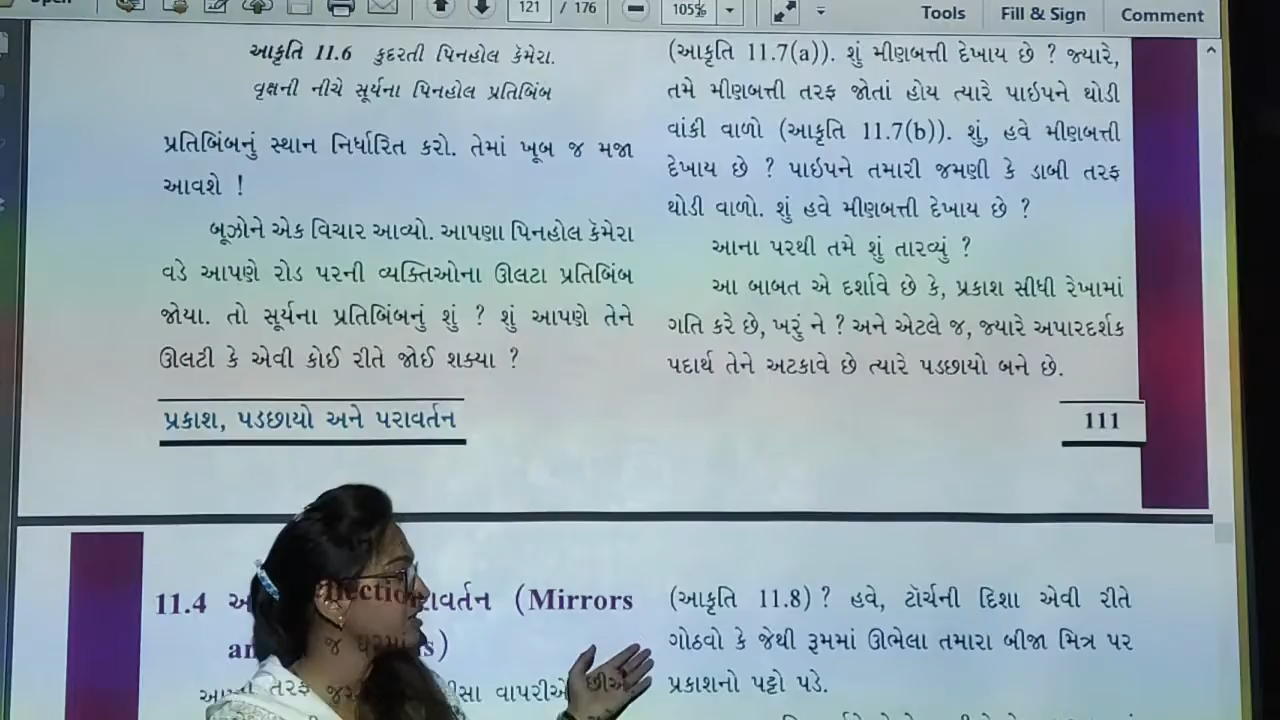 Open
121 / 176
105%
Tools
Fill & Sign
Comment
આકૃતિ 11.6 કુદરતી પિનહોલ કૅમેરા.
વૃક્ષની નીચે સૂર્યના પિનહોલ પ્રતિબિંબ
પ્રતિબિંબનું સ્થાન નિર્ધારિત કરો. તેમાં ખૂબ જ મજા
આવશે !
બૂઝોને એક વિચાર આવ્યો. આપણા પિનહોલ કૅમેરા
વડે આપણે રોડ પરની વ્યક્તિઓના ઊલટા પ્રતિબિંબ
જોયા. તો સૂર્યના પ્રતિબિંબનું શું ? શું આપણે તેને
ઊલટી કે એવી કોઈ રીતે જોઈ શક્યા ?
પ્રકાશ, પડછાયો અને પરાવર્તન
(આકૃતિ 11.7(a)). શું મીણબત્તી દેખાય છે ? જ્યારે,
તમે મીણબત્તી તરફ જોતાં હોય ત્યારે પાઇપને થોડી
વાંકી વાળો (આકૃતિ 11.7(b)). શું, હવે મીણબત્તી
દેખાય છે ? પાઇપને તમારી જમણી કે ડાબી તરફ
થોડી વાળો. શું હવે મીણબત્તી દેખાય છે ?
આના પરથી તમે શું તારવ્યું ?
આ બાબત એ દર્શાવે છે કે, પ્રકાશ સીધી રેખામાં
ગતિ કરે છે, ખરું ને ? અને એટલે જ, જ્યારે અપારદર્શક
પદાર્થ તેને અટકાવે છે ત્યારે પડછાયો બને છે.
111
11.4 (Mirrors
તરફ વાપરીએ છીએ
(આકૃતિ 11.8) ? હવે, ટૉર્ચની દિશા એવી રીતે
ગોઠવો કે જેથી રૂમમાં ઊભેલા તમારા બીજા મિત્ર પર
પ્રકાશનો પટ્ટો પડે.